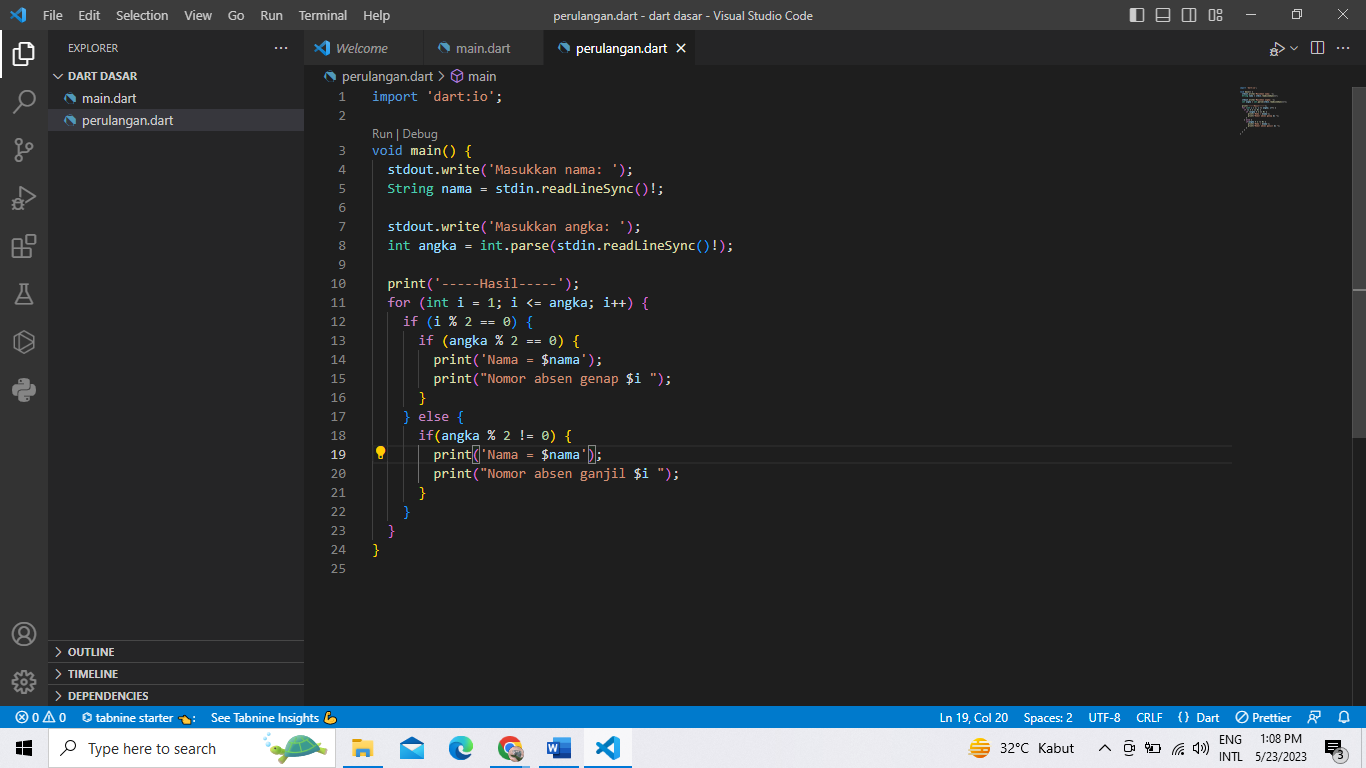 File Edit Selection View Go Run Terminal Help perulangan.dart - dart dasar - Visual Studio Code
EXPLORER
Welcome main.dart perulangan.dart
DART DASAR
main.dart
perulangan.dart
OUTLINE
TIMELINE
DEPENDENCIES
perulangan.dart > main
1 import 'dart:io';
2
Run | Debug
3 void main() {
4 stdout.write('Masukkan nama: ');
5 String nama = stdin.readLineSync()!;
6
7 stdout.write('Masukkan angka: ');
8 int angka = int.parse(stdin.readLineSync()!);
9
10 print('-----Hasil-----');
11 for (int i = 1; i <= angka; i++) {
12 if (i % 2 == 0) {
13 if (angka % 2 == 0) {
14 print('Nama = $nama');
15 print("Nomor absen genap $i ");
16 }
17 } else {
18 if(angka % 2 != 0) {
19 print('Nama = $nama');
20 print("Nomor absen ganjil $i ");
21 }
22 }
23 }
24 }
25
0 0 tabnine starter : See Tabnine Insights Ln 19, Col 20 Spaces: 2 UTF-8 CRLF {} Dart Prettier
Type here to search 32°C Kabut ENG INTL 1:08 PM 5/23/2023 3